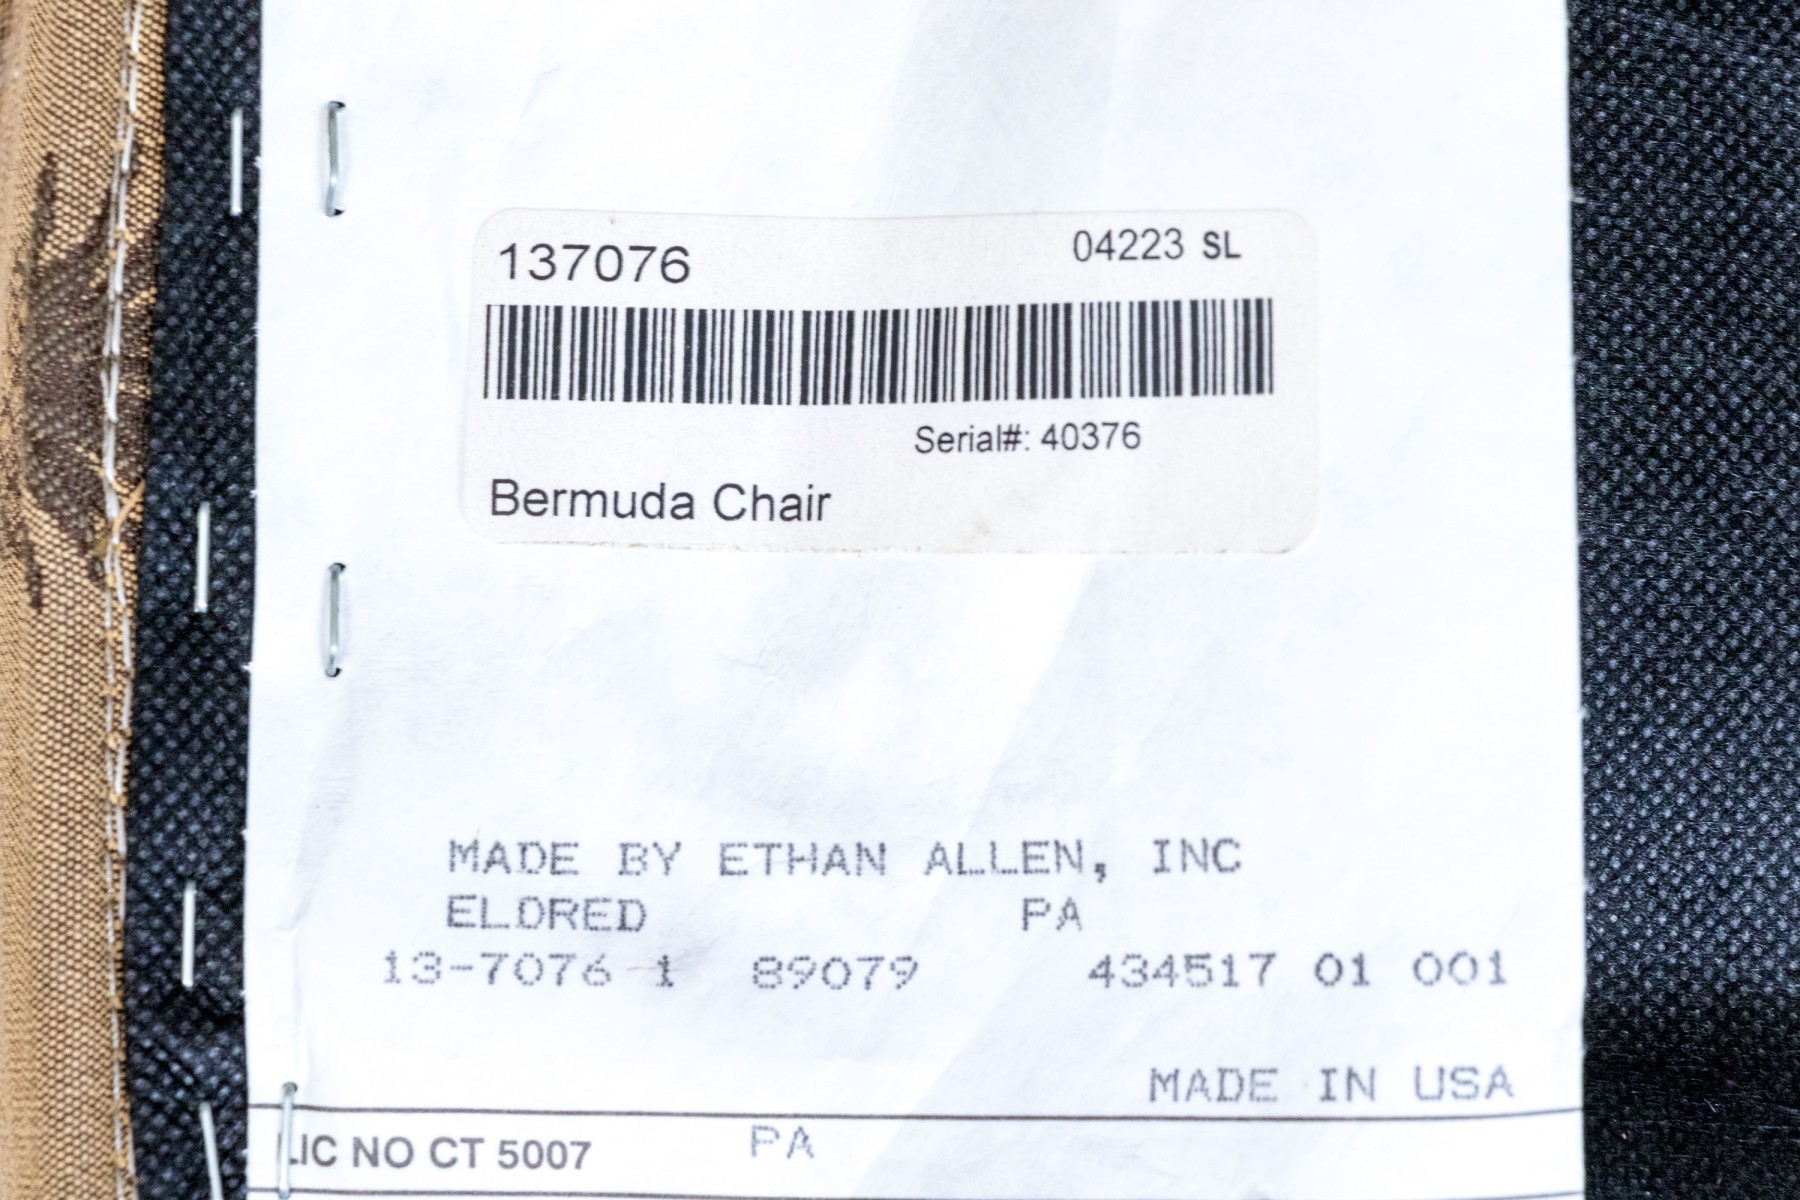 137076 04223 SL
Serial#: 40376
Bermuda Chair
MADE BY ETHAN ALLEN, INC
ELDRED PA
13-7076 1 89079 434517 01 001
MADE IN USA
LIC NO CT 5007 PA